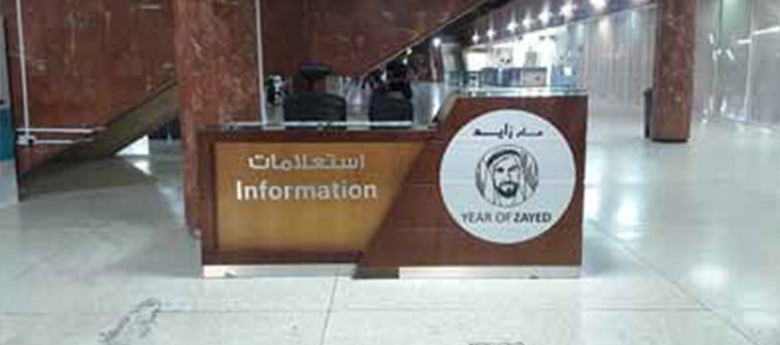 استعلامات
Information
عام زايد
YEAR OF ZAYED